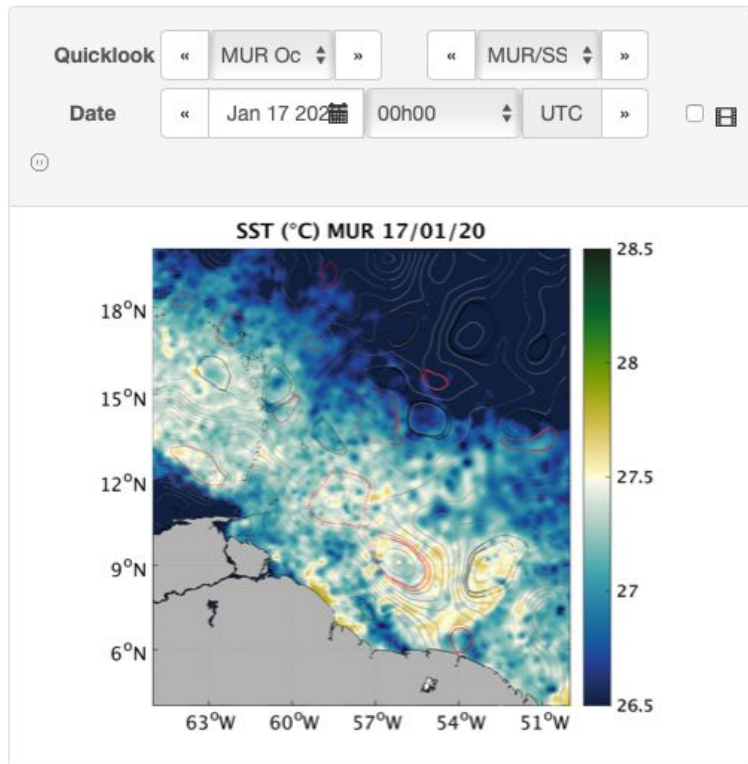 Quicklook « MUR Oc » « MUR/SS »
Date « Jan 17 202 00h00 UTC »
SST (°C) MUR 17/01/20
28.5
18°N
28
15°N
12°N
27.5
9°N
27
6°N
26.5
63°W 60°W 57°W 54°W 51°W